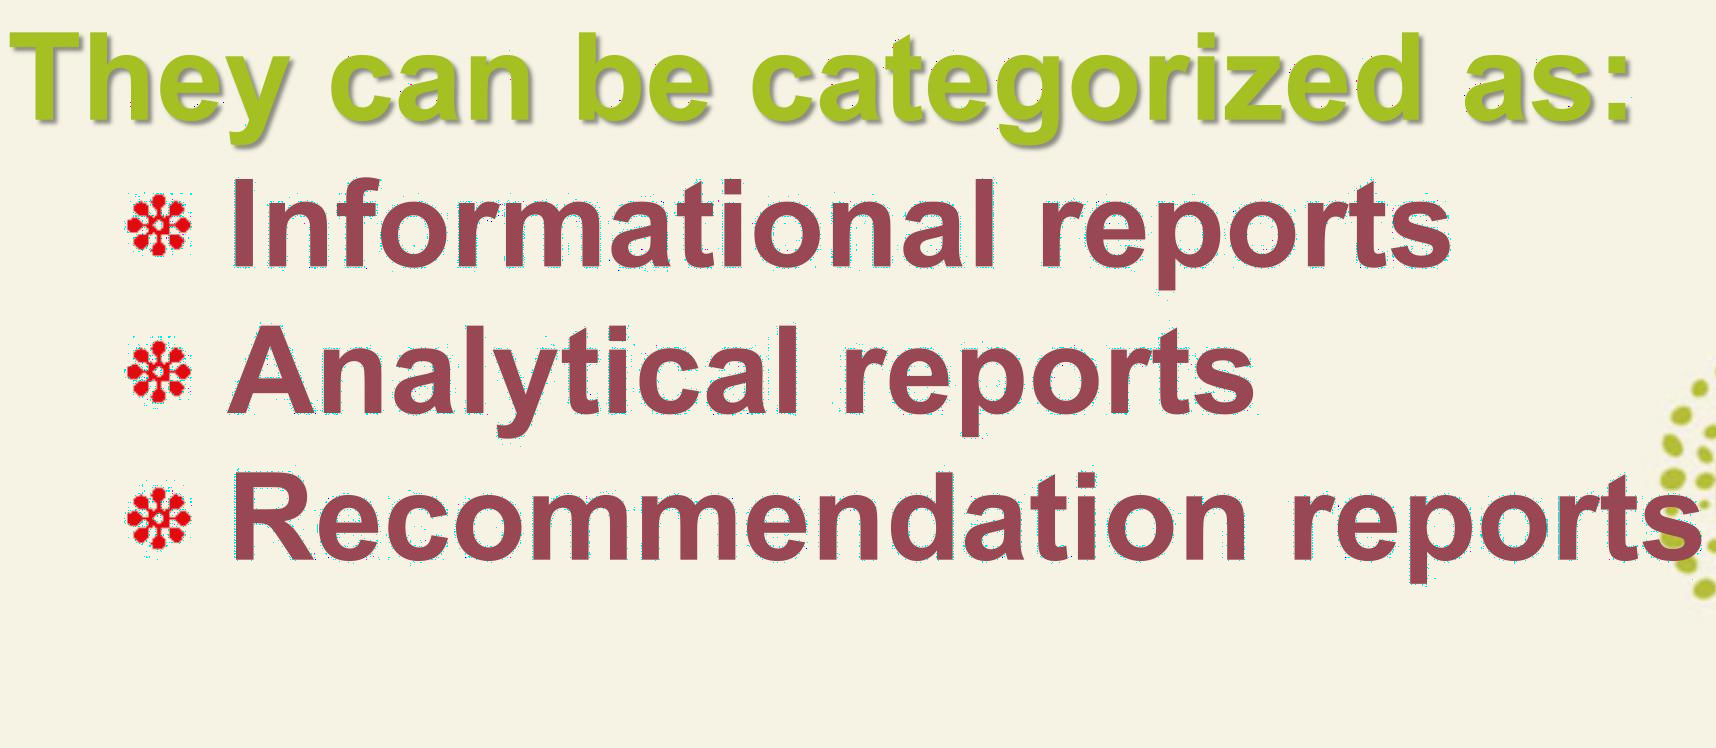 They can be categorized as:
Informational reports
Analytical reports
Recommendation reports